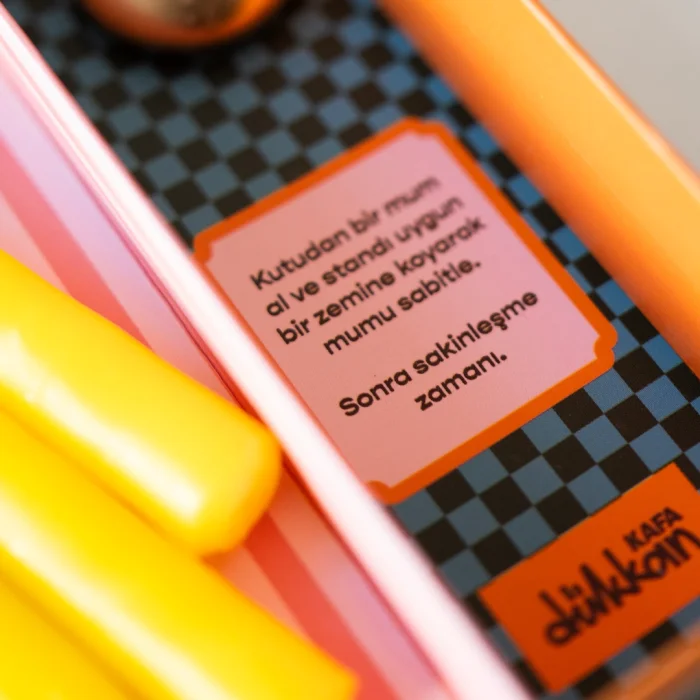 Kutudan bir mum
al ve standı uygun
bir zemine koyarak
mumu sabitle.
Sonra sakinleşme
zamanı.
KAFA
dükkan